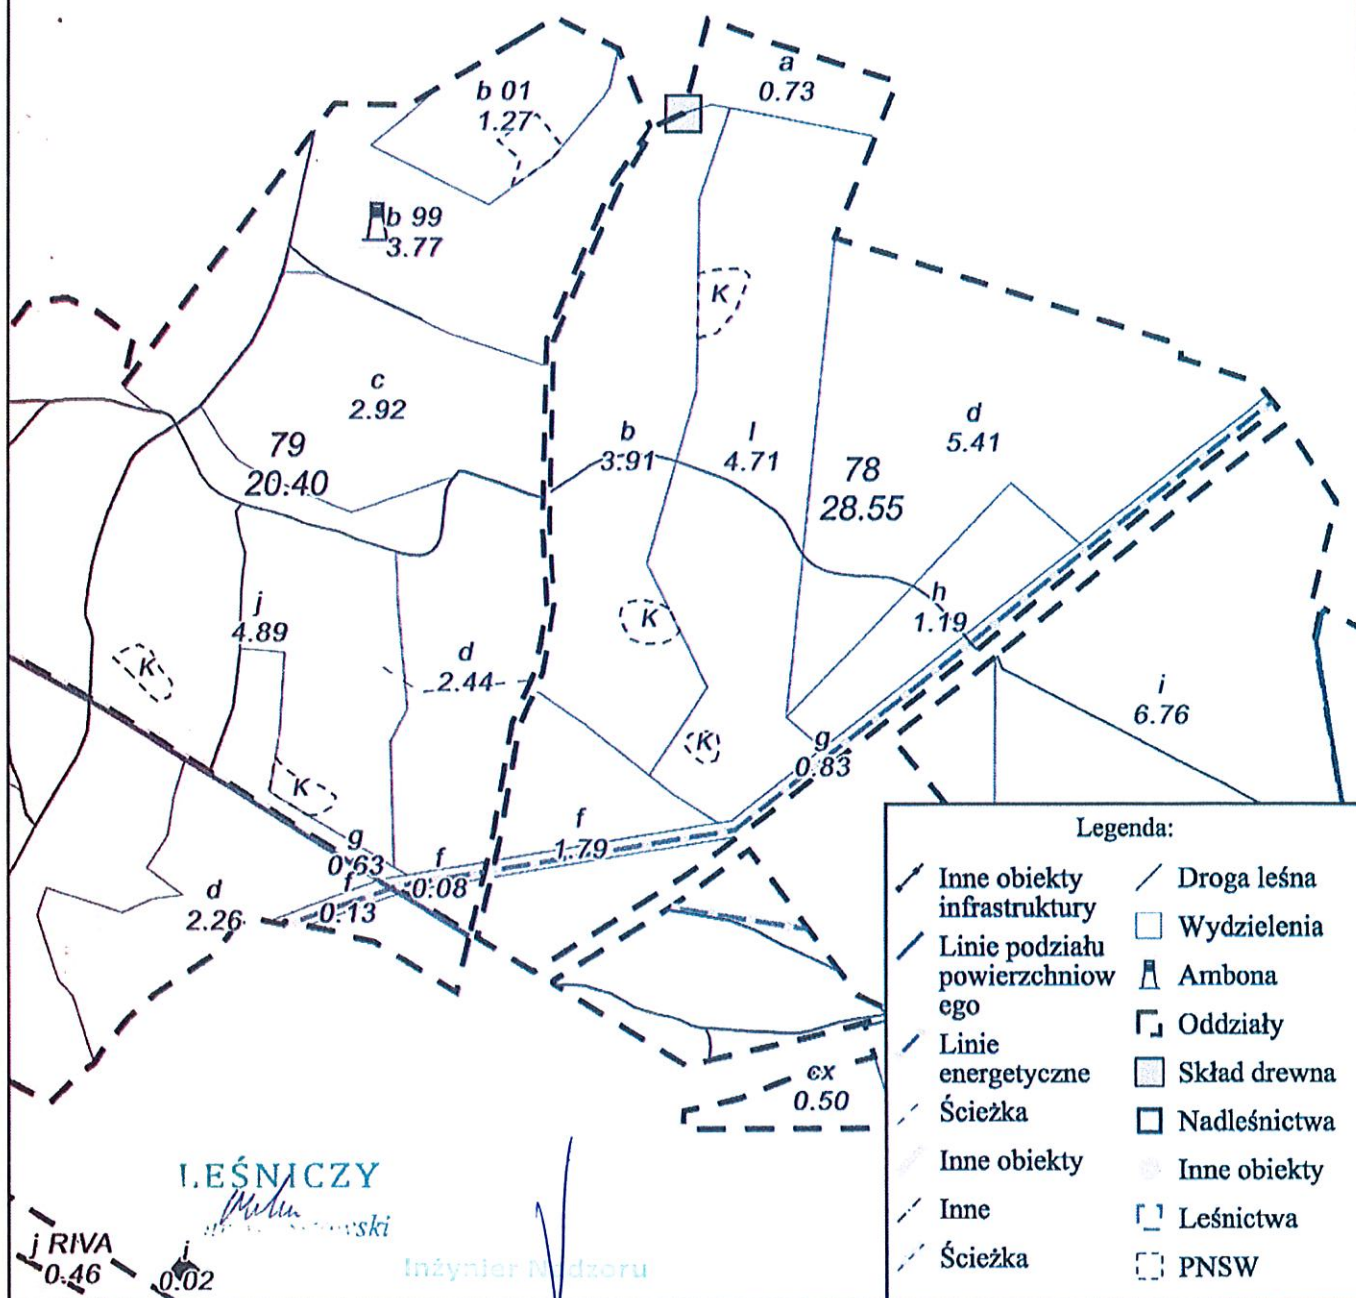 a
0.73
b 01
1.27
b 99
3.77
K
c
2.92
79
20.40
b
3.91
l
4.71
d
5.41
78
28.55
h
1.19
j
4.89
K
K
d
2.44
i
6.76
K
g
0.83
K
g
0.63
f
0.08
f
1.79
f
0.13
d
2.26
cx
0.50
Legenda:
Inne obiekty
infrastruktury
Linie podziału
powierzchniow
ego
Linie
energetyczne
Ścieżka
Inne obiekty
Inne
Ścieżka
Droga leśna
Wydzielenia
Ambona
Oddziały
Skład drewna
Nadleśnictwa
Inne obiekty
Leśnictwa
PNSW
LEŚNICZY
Inżynier Nadzoru
j RIVA
0.46
i
0.02